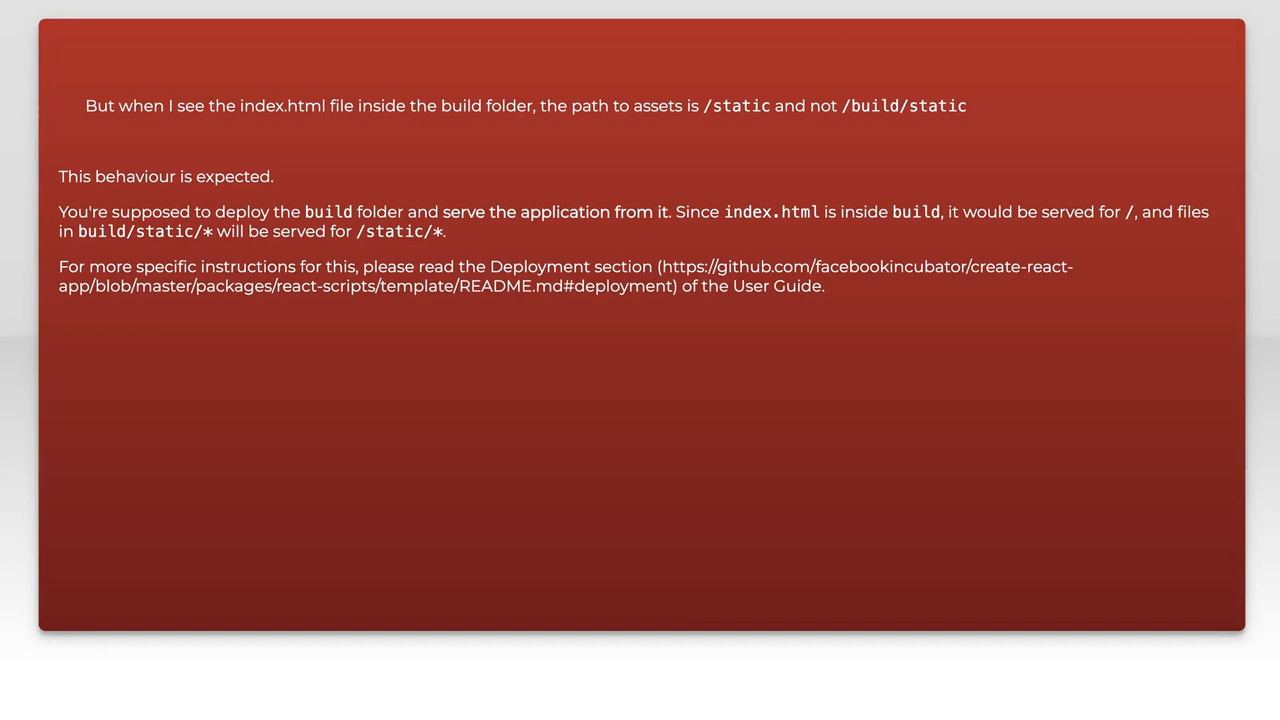 But when I see the index.html file inside the build folder, the path to assets is /static and not /build/static
This behaviour is expected.
You're supposed to deploy the build folder and serve the application from it. Since index.html is inside build, it would be served for /, and files
in build/static/* will be served for /static/*.
For more specific instructions for this, please read the Deployment section (https://github.com/facebookincubator/create-react-
app/blob/master/packages/react-scripts/template/README.md#deployment) of the User Guide.